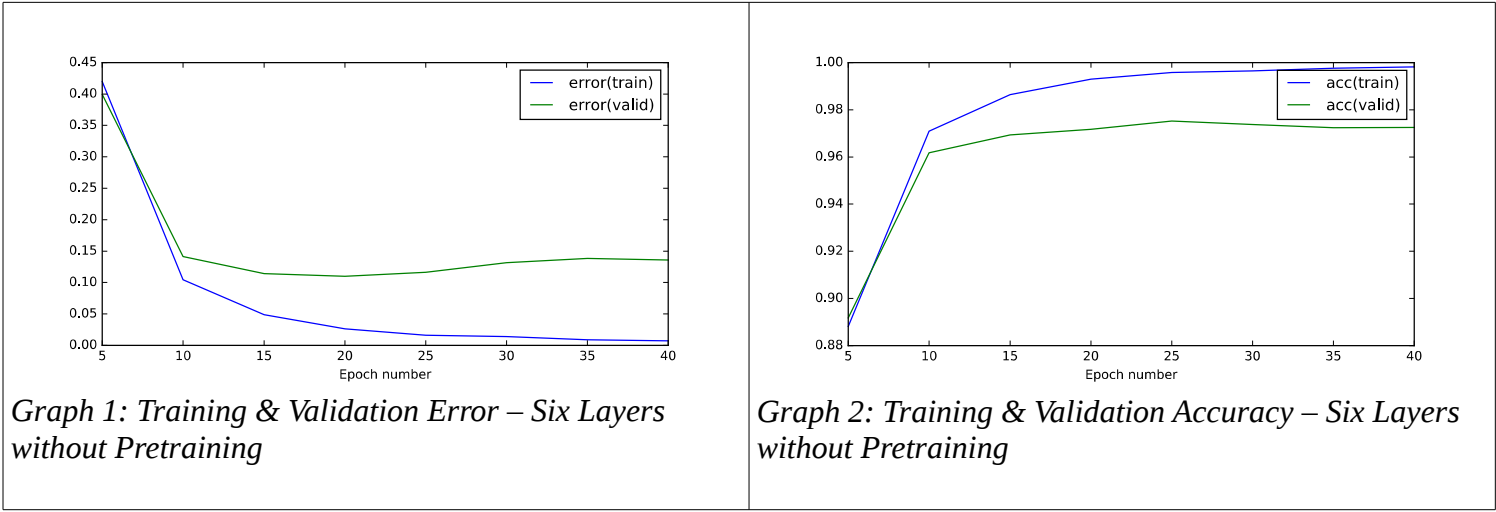 0.45
0.40
0.35
0.30
0.25
0.20
0.15
0.10
0.05
0.00
5 10 15 20 25 30 35 40
Epoch number
error(train)
error(valid)
Graph 1: Training & Validation Error – Six Layers
without Pretraining
1.00
0.98
0.96
0.94
0.92
0.90
0.88
5 10 15 20 25 30 35 40
Epoch number
acc(train)
acc(valid)
Graph 2: Training & Validation Accuracy – Six Layers
without Pretraining